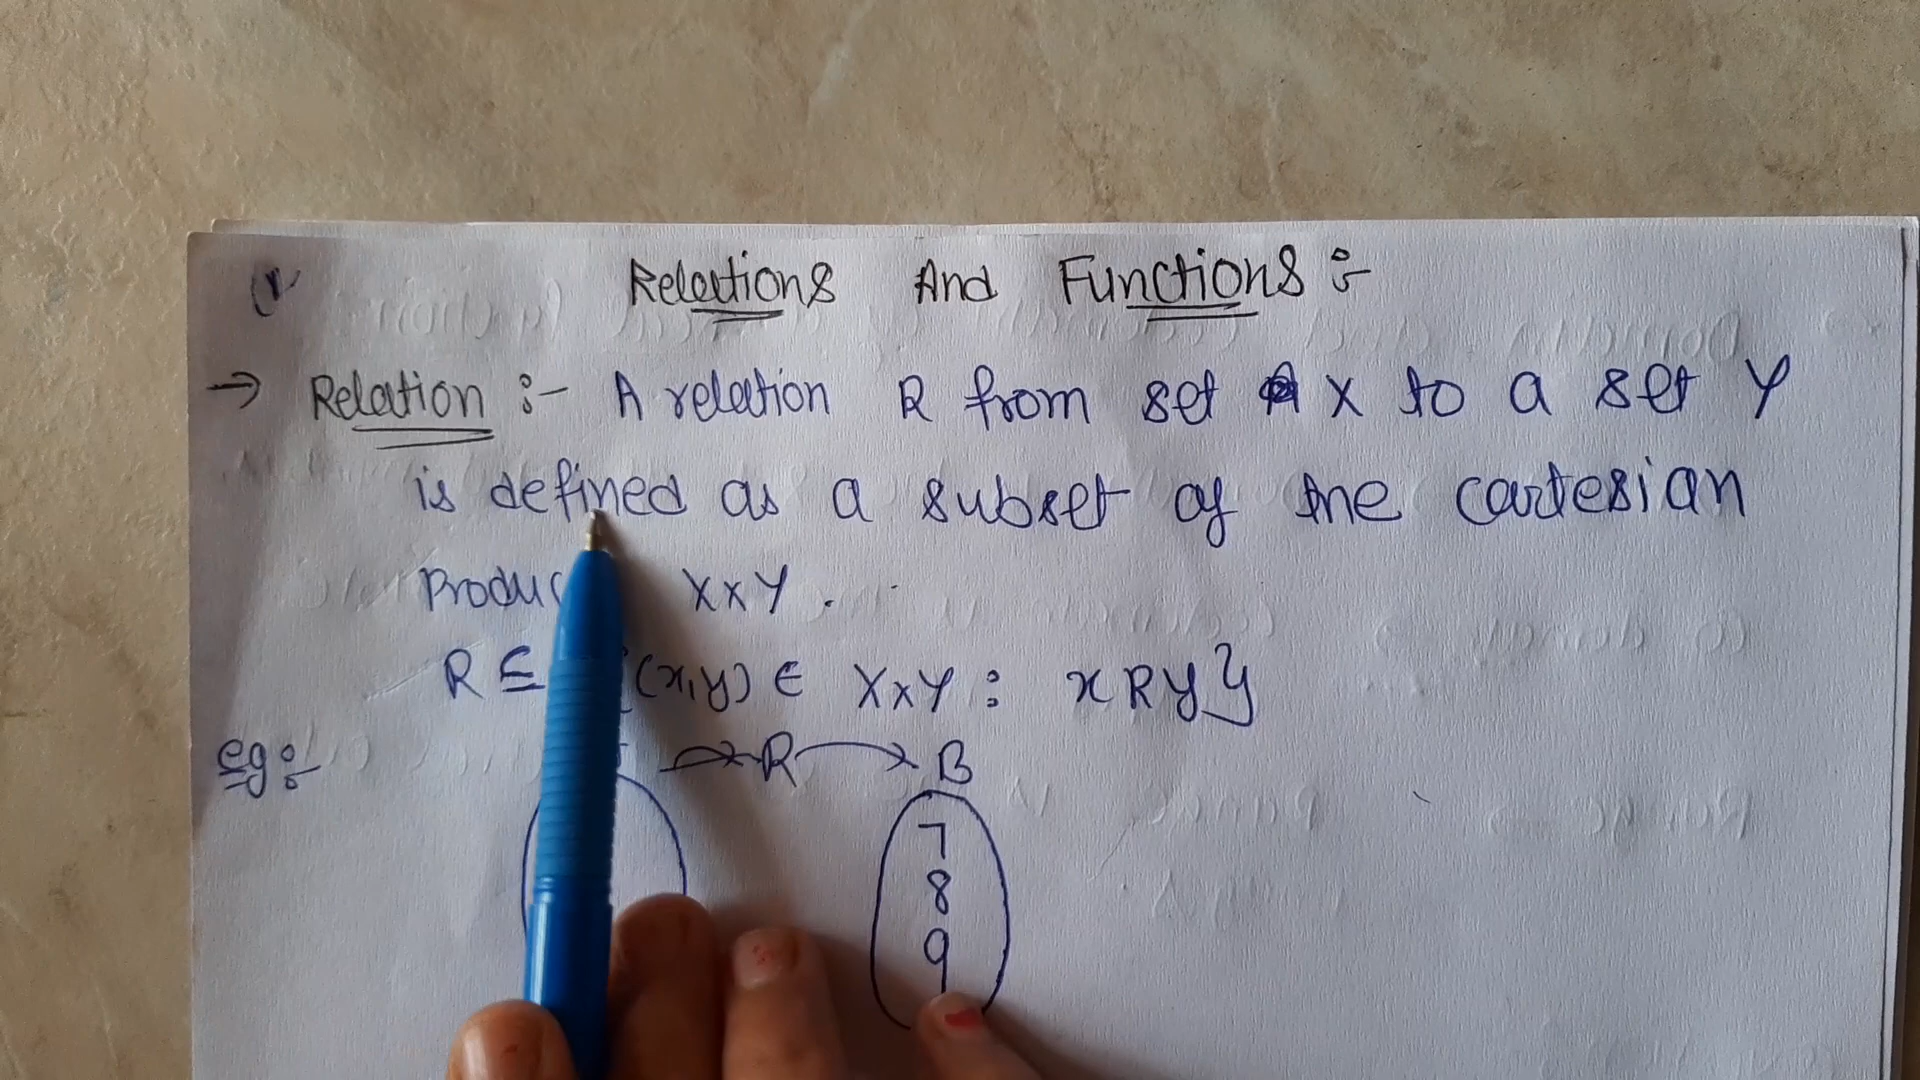 Relations And Functions :-
→ Relation :- A relation R from set X to a set Y
is defined as a subset of the cartesian
Produc X x Y .
R ⊆ (x,y) ∈ X x Y : x R y }
eg :- → R → B
7
8
9